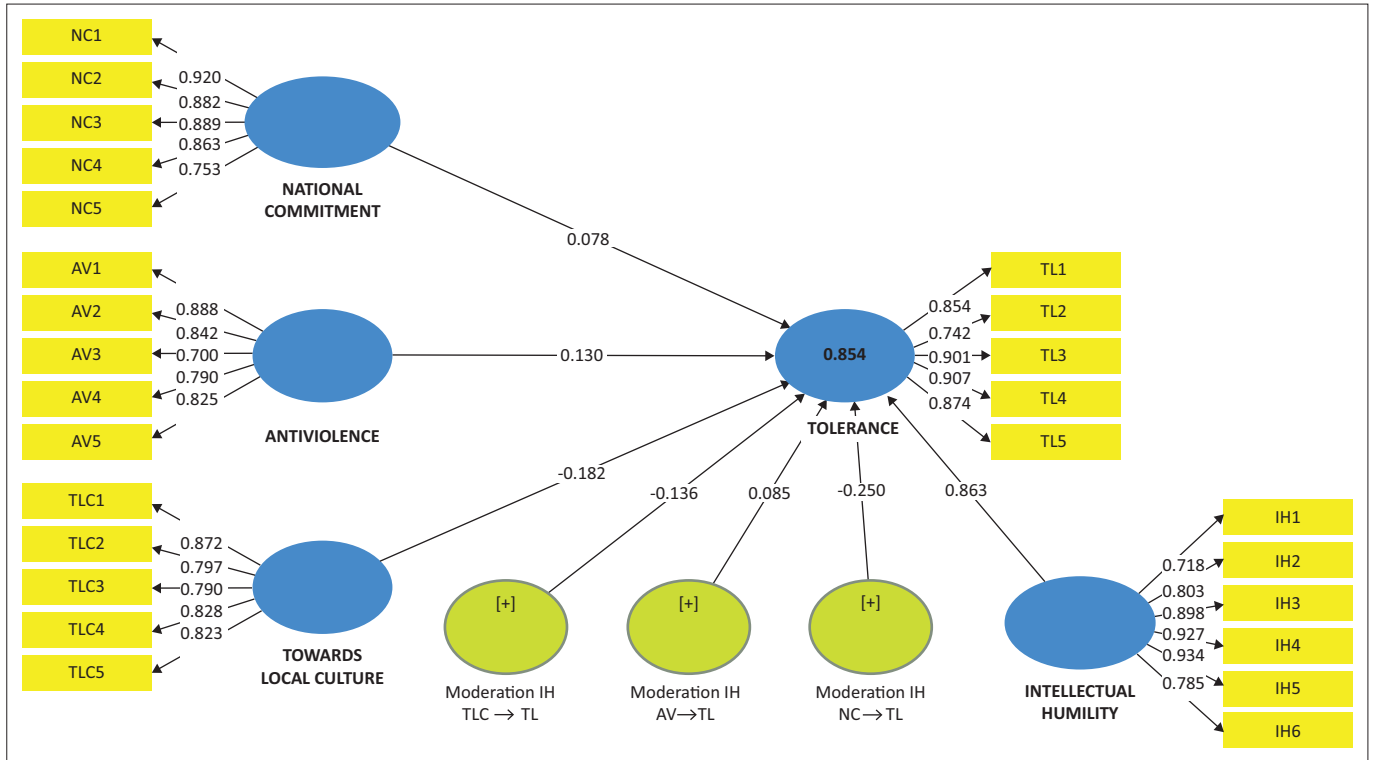 NC1
NC2
NC3
NC4
NC5
0.920
0.882
0.889
0.863
0.753
NATIONAL
COMMITMENT
0.078
AV1
AV2
AV3
AV4
AV5
0.888
0.842
0.700
0.790
0.825
ANTIVIOLENCE
0.130
0.854
TOLERANCE
0.854
0.742
0.901
0.907
0.874
TL1
TL2
TL3
TL4
TL5
TLC1
TLC2
TLC3
TLC4
TLC5
0.872
0.797
0.790
0.828
0.823
TOWARDS
LOCAL CULTURE
-0.182
-0.136
0.085
-0.250
0.863
[+]
Moderation IH
TLC → TL
[+]
Moderation IH
AV→TL
[+]
Moderation IH
NC→TL
INTELLECTUAL
HUMILITY
0.718
0.803
0.898
0.927
0.934
0.785
IH1
IH2
IH3
IH4
IH5
IH6